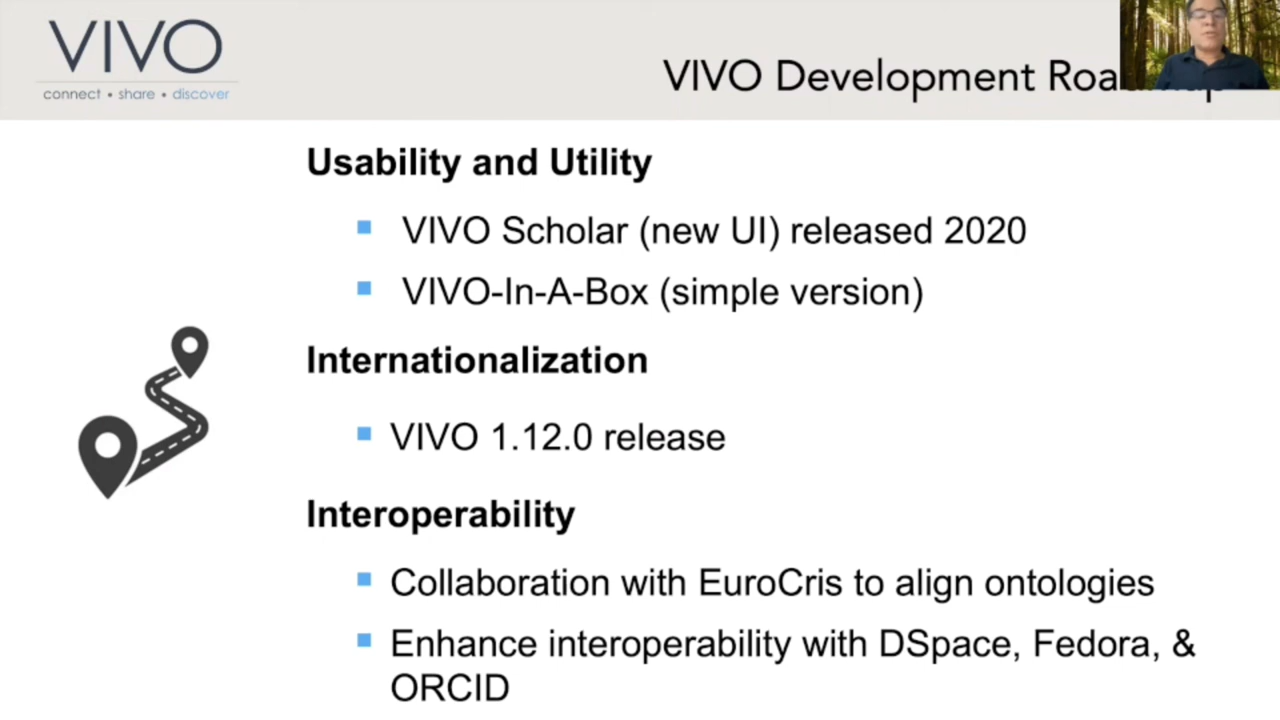 VIVO
connect • share • discover
VIVO Development
Usability and Utility
VIVO Scholar (new UI) released 2020
VIVO-In-A-Box (simple version)
Internationalization
VIVO 1.12.0 release
Interoperability
Collaboration with EuroCris to align ontologies
Enhance interoperability with DSpace, Fedora, &
ORCID